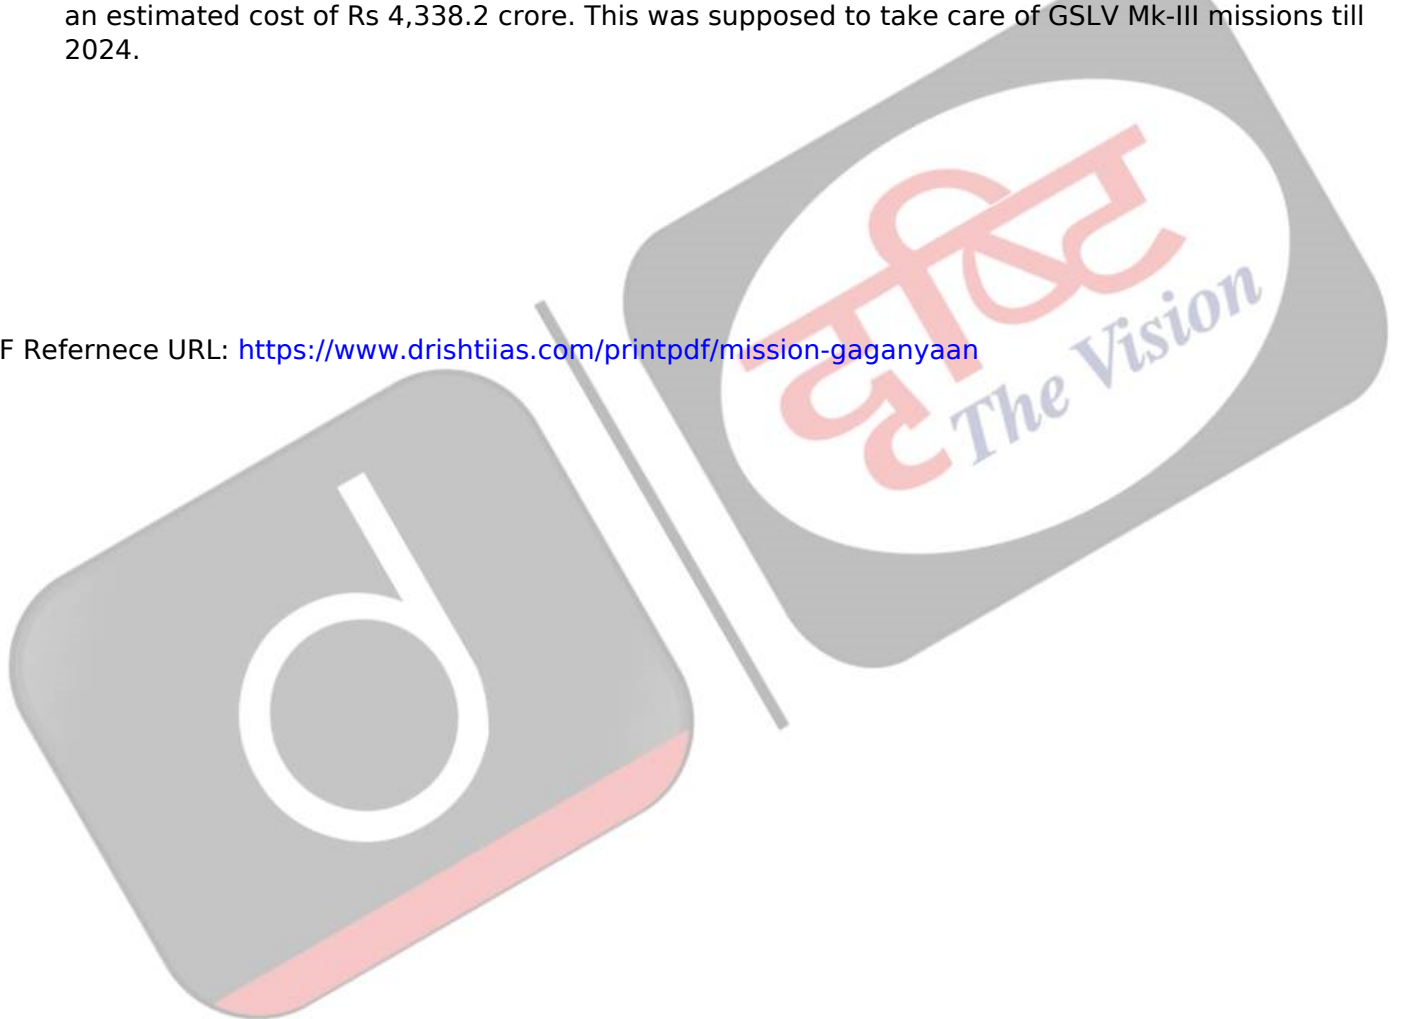 an estimated cost of Rs 4,338.2 crore. This was supposed to take care of GSLV Mk-III missions till
2024.
दृष्टि
The Vision
F Refernece URL: https://www.drishtiias.com/printpdf/mission-gaganyaan
d